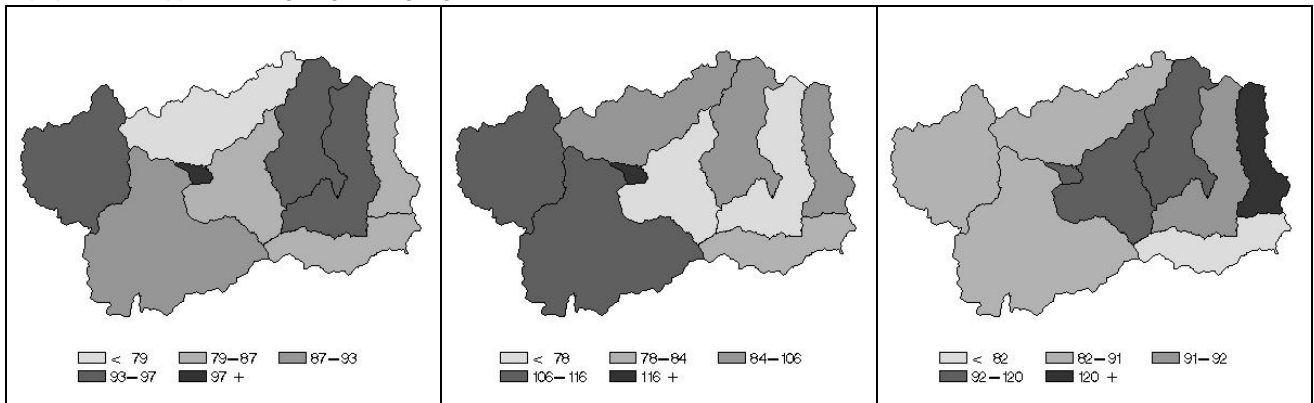 < 79 79–87 87–93
93–97 97 +
< 78 78–84 84–106
106–116 116 +
< 82 82–91 91–92
92–120 120 +